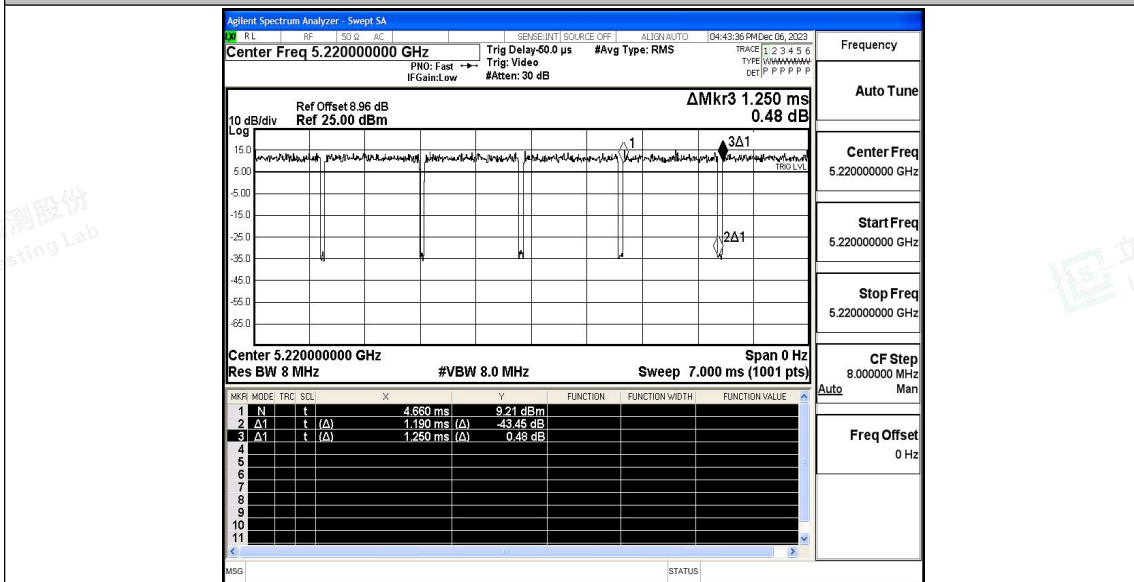 Agilent Spectrum Analyzer - Swept SA
LXI RL RF 50 Ω AC SENSE:INT SOURCE OFF ALIGN AUTO 04:43:36 PM Dec 06, 2023
Center Freq 5.220000000 GHz
Trig Delay-50.0 µs #Avg Type: RMS
TRACE 1 2 3 4 5 6
PNO: Fast Trig: Video
TYPE WWWWWW
IFGain:Low #Atten: 30 dB
DET P P P P P P
Frequency
Auto Tune
Center Freq
5.220000000 GHz
Start Freq
5.220000000 GHz
Stop Freq
5.220000000 GHz
CF Step
8.000000 MHz
Auto Man
Freq Offset
0 Hz
ΔMkr3 1.250 ms
0.48 dB
Ref Offset 8.96 dB
10 dB/div Ref 25.00 dBm
Log
15.0
5.00
-5.00
-15.0
-25.0
-35.0
-45.0
-55.0
-65.0
1
3Δ1
TRIG LVL
2Δ1
Center 5.220000000 GHz Span 0 Hz
Res BW 8 MHz #VBW 8.0 MHz Sweep 7.000 ms (1001 pts)
MKR MODE TRC SCL X Y FUNCTION FUNCTION WIDTH FUNCTION VALUE
1 N t 4.660 ms 9.21 dBm
2 Δ1 t (Δ) 1.190 ms (Δ) -43.45 dB
3 Δ1 t (Δ) 1.250 ms (Δ) 0.48 dB
4
5
6
7
8
9
10
11
MSG STATUS
测股份
sting Lab
立